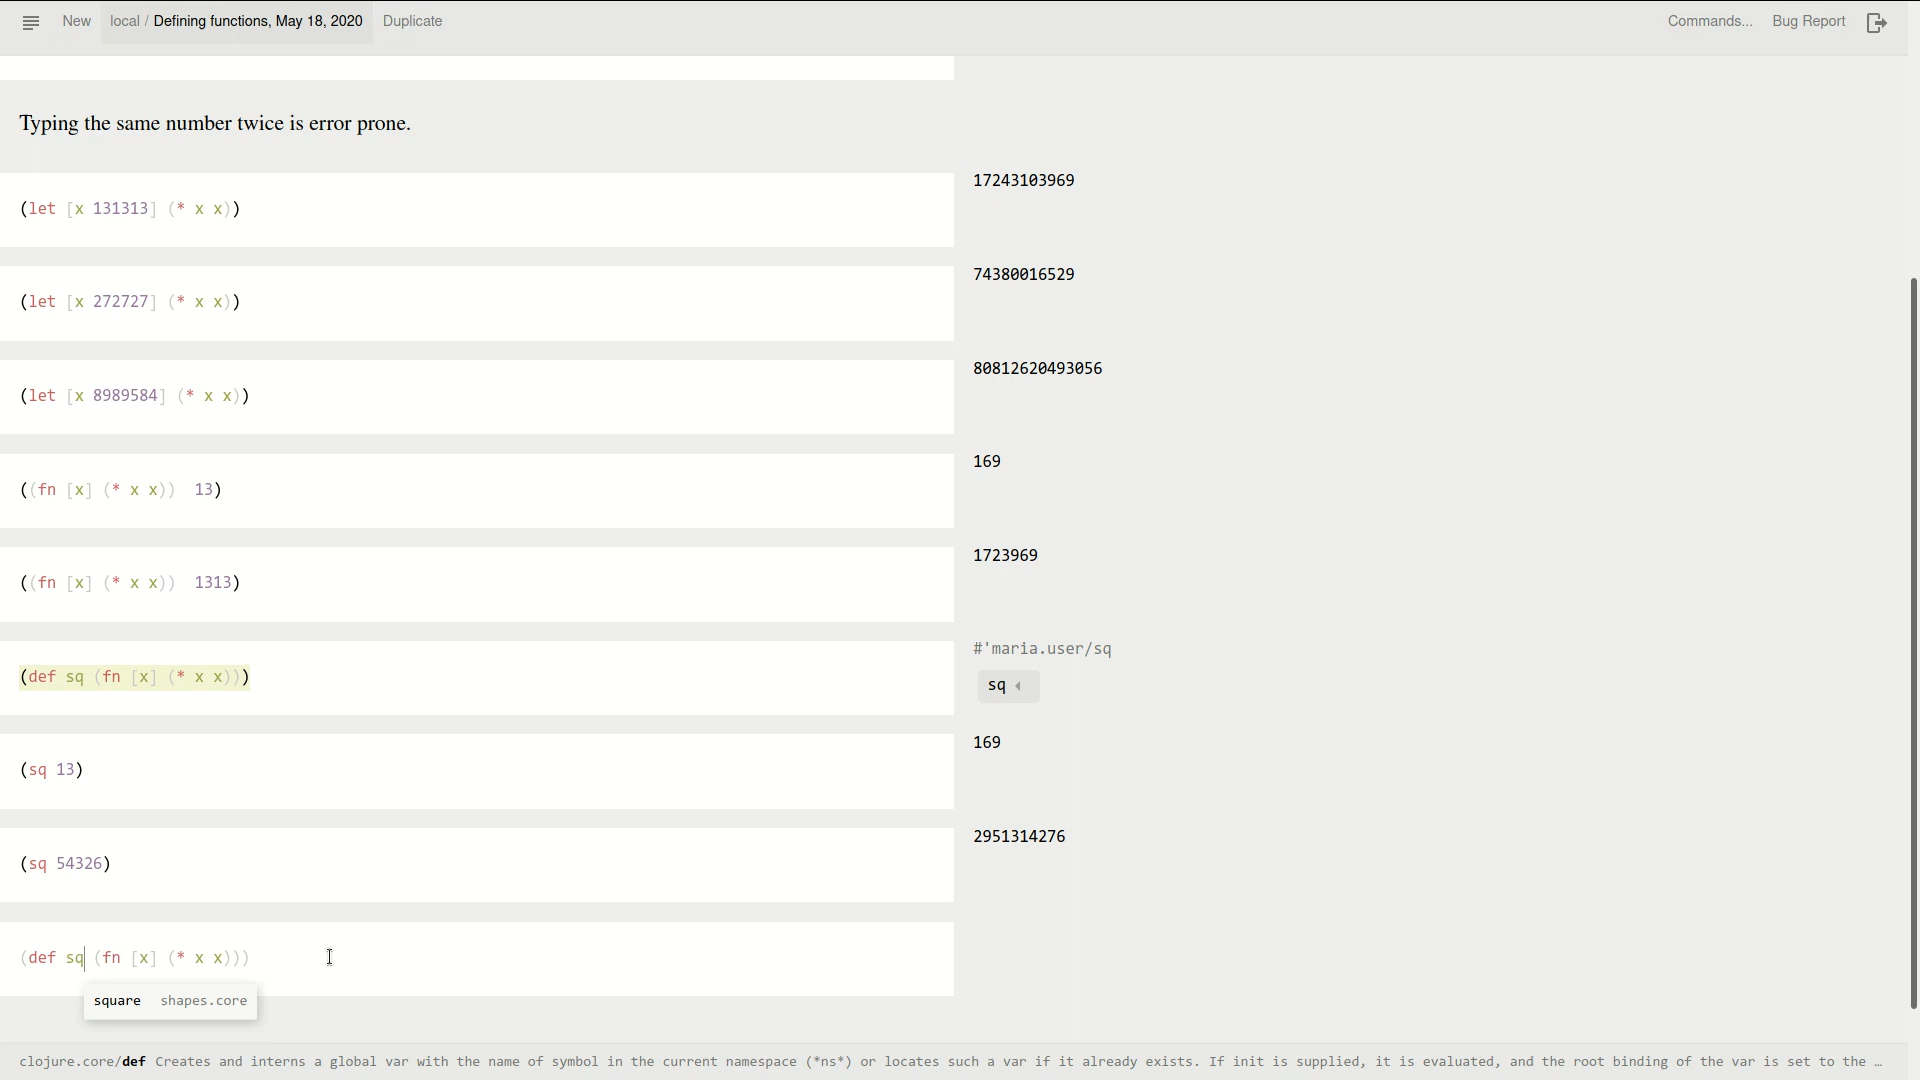 New local / Defining functions, May 18, 2020 Duplicate Commands... Bug Report
Typing the same number twice is error prone.
(let [x 131313] (* x x))
17243103969
(let [x 272727] (* x x))
74380016529
(let [x 8989584] (* x x))
80812620493056
((fn [x] (* x x))  13)
169
((fn [x] (* x x))  1313)
1723969
(def sq (fn [x] (* x x)))
#'maria.user/sq
sq
(sq 13)
169
(sq 54326)
2951314276
(def sq (fn [x] (* x x)))
square shapes.core
clojure.core/def Creates and interns a global var with the name of symbol in the current namespace (*ns*) or locates such a var if it already exists. If init is supplied, it is evaluated, and the root binding of the var is set to the …